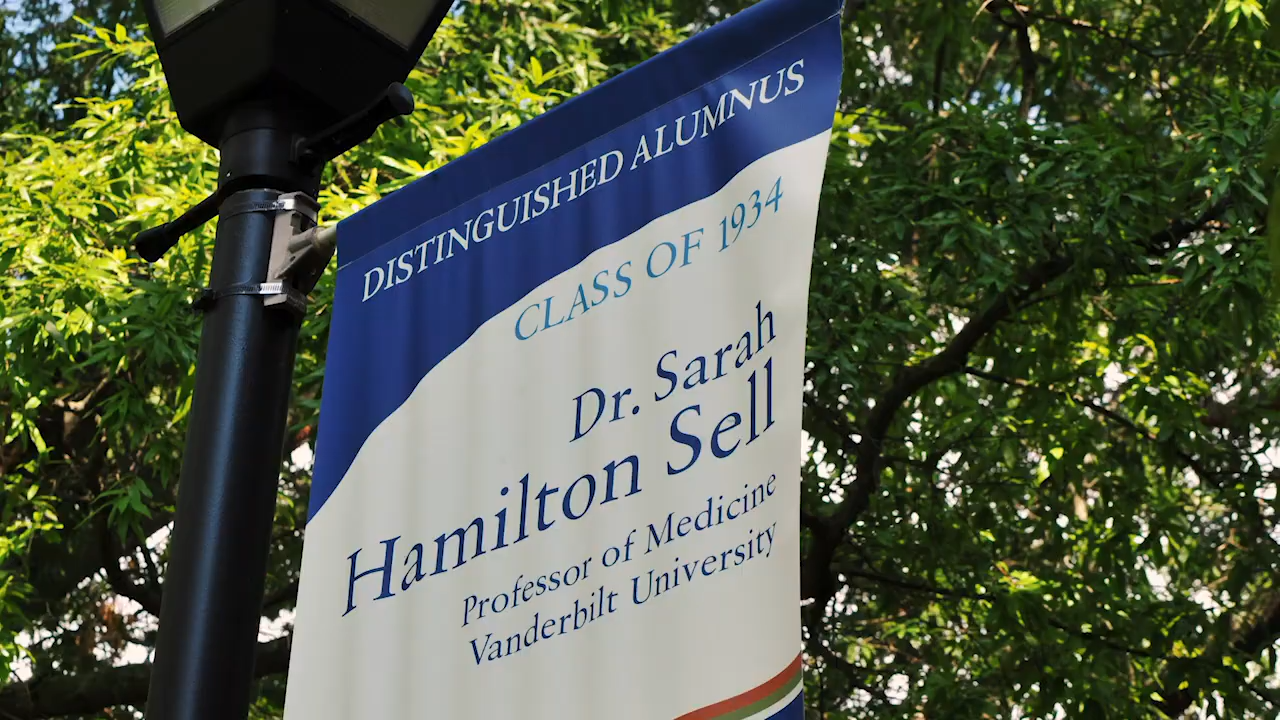 DISTINGUISHED ALUMNUS
CLASS OF 1934
Dr. Sarah
Hamilton Sell
Professor of Medicine
Vanderbilt University